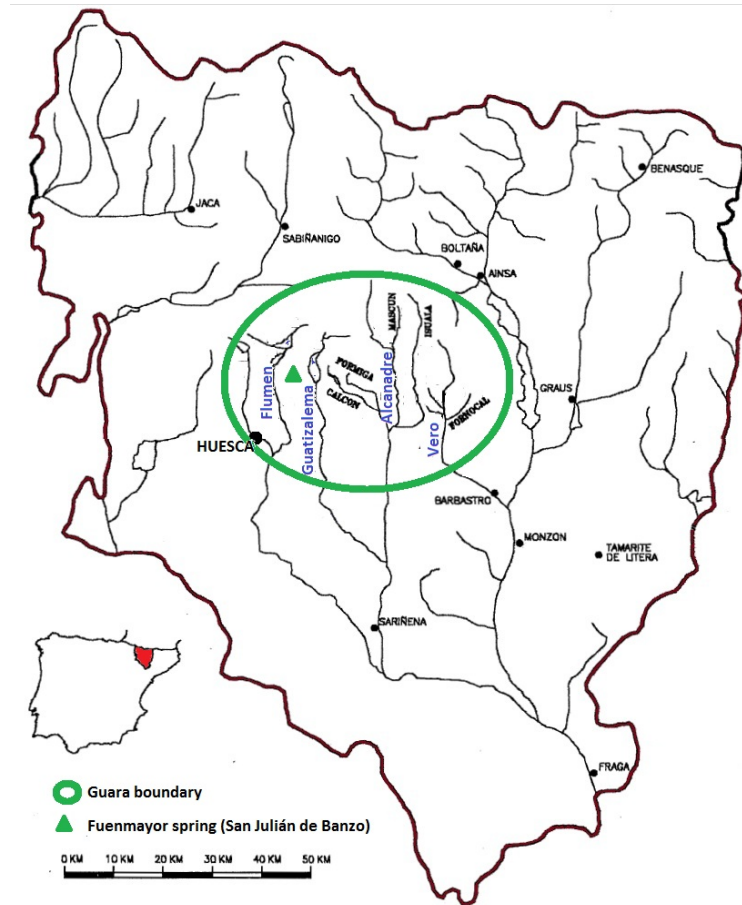 BENASQUE
JACA
SABIÑANIGO
BOLTAÑA
AINSA
MASCUN
ISUALA
FORMIGA
CALCON
Flumen
Guatizalema
Alcanadre
Vero
FORNOCAL
GRAUS
HUESCA
BARBASTRO
MONZON
TAMARITE
DE LITERA
SARIÑENA
FRAGA
Guara boundary
Fuenmayor spring (San Julián de Banzo)
0 KM 10 KM 20 KM 30 KM 40 KM 50 KM